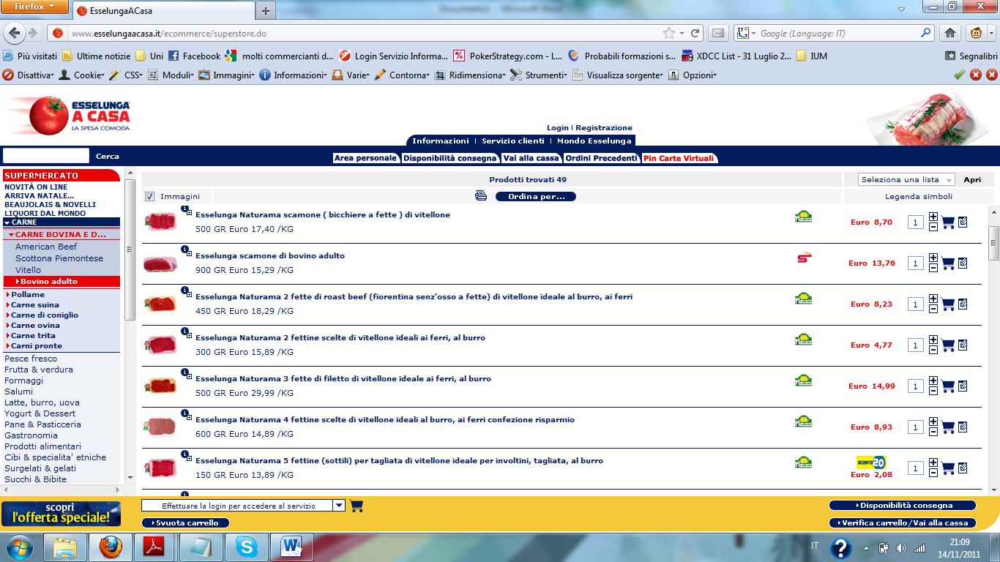 Firefox
EsselungaACasa
www.esselungaacasa.it/ecommerce/superstore.do
Google (Language: IT)
Più visitati Ultime notizie Uni Facebook molti commercianti d... Login Servizio Informa... PokerStrategy.com - L... Probabili formazioni s... XDCC List - 31 Luglio 2... IUM Segnalibri
Disattiva Cookie CSS Moduli Immagini Informazioni Varie Contorna Ridimensiona Strumenti Visualizza sorgente Opzioni
ESSELUNGA
A CASA
LA SPESA COMODA
Login | Registrazione
Informazioni | Servizio clienti | Mondo Esselunga
Cerca
Area personale Disponibilità consegna Vai alla cassa Ordini Precedenti Pin Carte Virtuali
SUPERMERCATO
NOVITÀ ON LINE
ARRIVA NATALE...
BEAUJOLAIS & NOVELLI
LIQUORI DAL MONDO
CARNE
CARNE BOVINA E D...
American Beef
Scottona Piemontese
Vitello
Bovino adulto
Pollame
Carne suina
Carne di coniglio
Carne ovina
Carne trita
Carni pronte
Pesce fresco
Frutta & verdura
Formaggi
Salumi
Latte, burro, uova
Yogurt & Dessert
Pane & Pasticceria
Gastronomia
Prodotti alimentari
Cibi & specialita' etniche
Surgelati & gelati
Succhi & Bibite
Prodotti trovati 49
Seleziona una lista Apri
Immagini Ordina per... Legenda simboli
Esselunga Naturama scamone ( bicchiere a fette ) di vitellone
500 GR Euro 17,40 /KG
Euro 8,70 1
Esselunga scamone di bovino adulto
900 GR Euro 15,29 /KG
Euro 13,76 1
Esselunga Naturama 2 fette di roast beef (fiorentina senz'osso a fette) di vitellone ideale al burro, ai ferri
450 GR Euro 18,29 /KG
Euro 8,23 1
Esselunga Naturama 2 fettine scelte di vitellone ideali ai ferri, al burro
300 GR Euro 15,89 /KG
Euro 4,77 1
Esselunga Naturama 3 fette di filetto di vitellone ideale ai ferri, al burro
500 GR Euro 29,99 /KG
Euro 14,99 1
Esselunga Naturama 4 fettine scelte di vitellone ideali al burro, ai ferri confezione risparmio
600 GR Euro 14,89 /KG
Euro 8,93 1
Esselunga Naturama 5 fettine (sottili) per tagliata di vitellone ideale per involtini, tagliata, al burro
150 GR Euro 13,89 /KG
SCONTO 20
Euro 2,08 1
scopri
l'offerta speciale!
Effettuare la login per accedere al servizio
Svuota carrello
Disponibilità consegna
Verifica carrello/Vai alla cassa
IT
21:09
14/11/2011